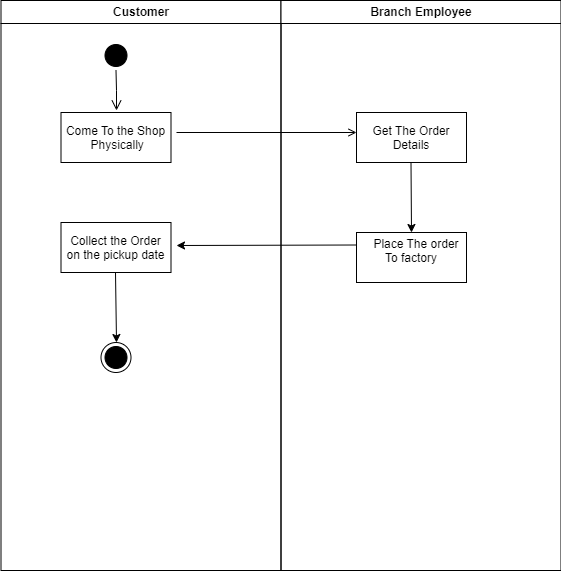 Customer
Branch Employee
Come To the Shop
Physically
Get The Order
Details
Collect the Order
on the pickup date
Place The order
To factory